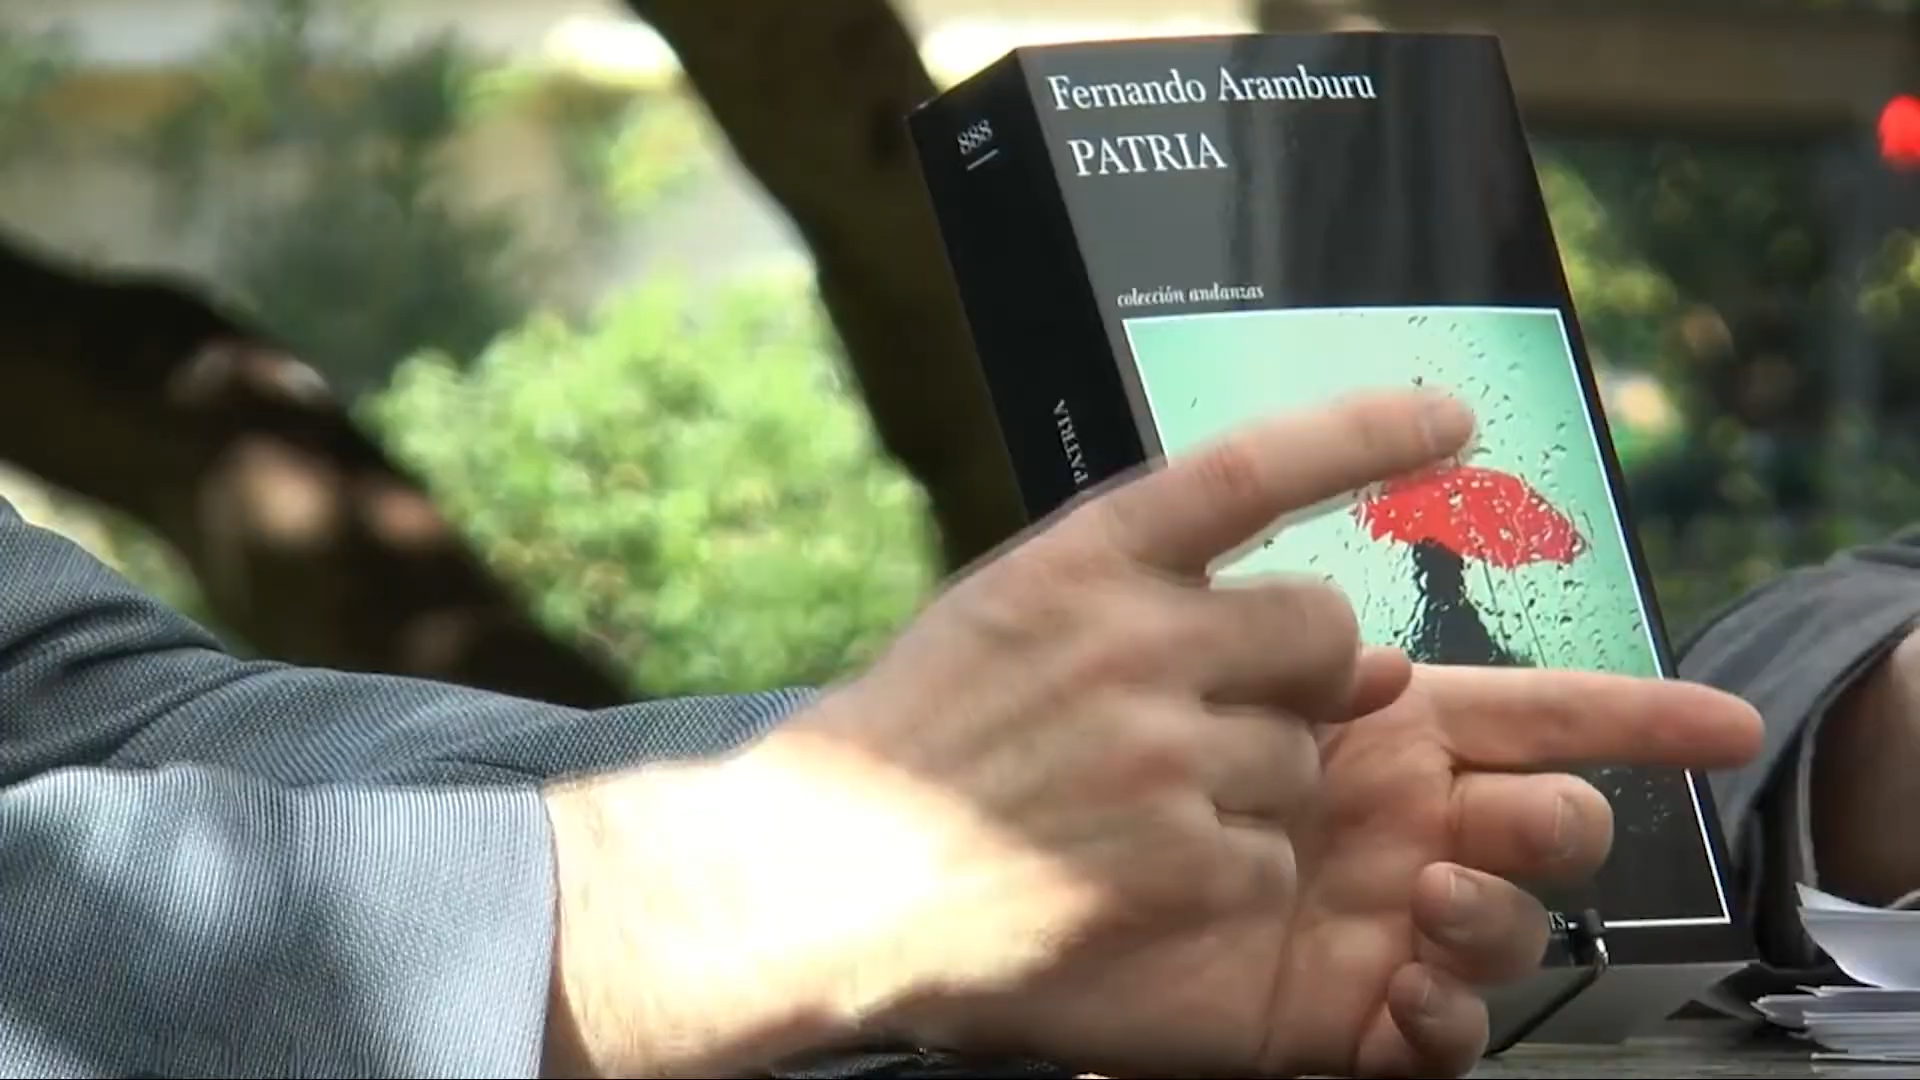 Fernando Aramburu
PATRIA
888
colección andanzas
PATRIA